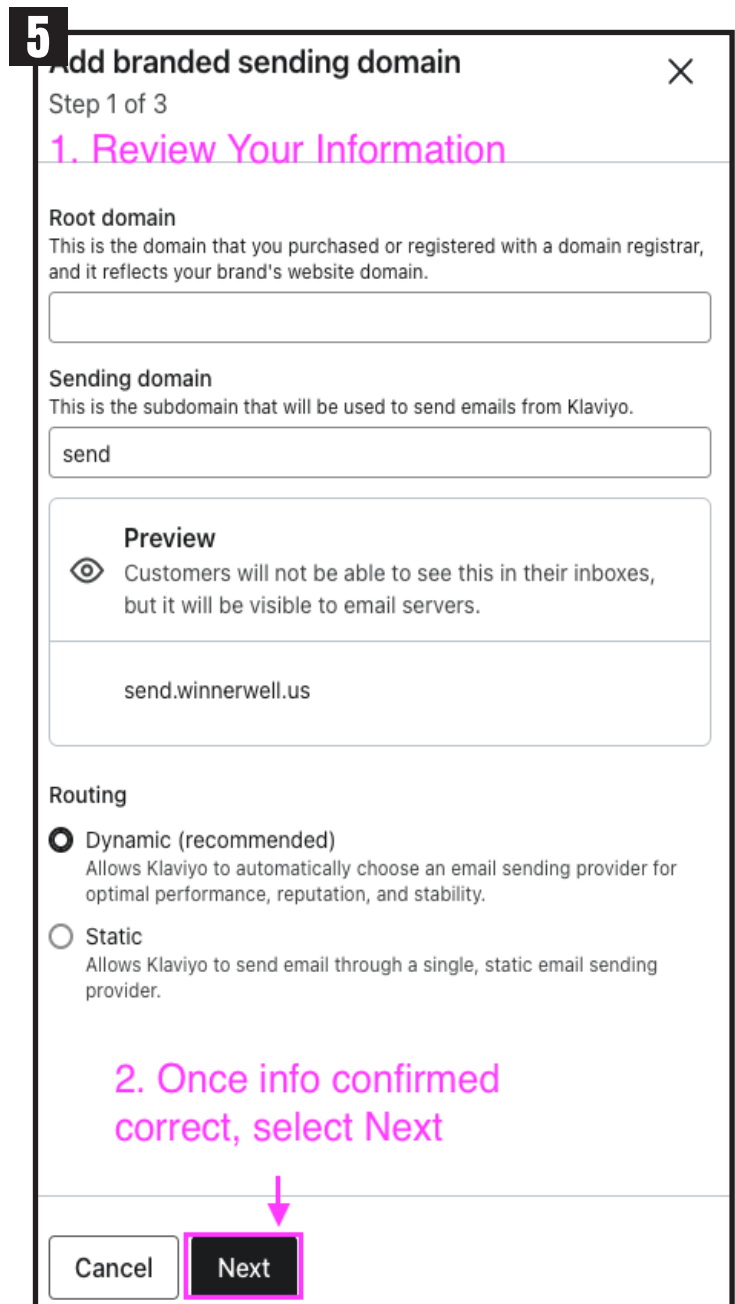 5
Add branded sending domain
Step 1 of 3
1. Review Your Information
Root domain
This is the domain that you purchased or registered with a domain registrar,
and it reflects your brand's website domain.
Sending domain
This is the subdomain that will be used to send emails from Klaviyo.
send
Preview
Customers will not be able to see this in their inboxes,
but it will be visible to email servers.
send.winnerwell.us
Routing
Dynamic (recommended)
Allows Klaviyo to automatically choose an email sending provider for
optimal performance, reputation, and stability.
Static
Allows Klaviyo to send email through a single, static email sending
provider.
2. Once info confirmed
correct, select Next
Cancel Next